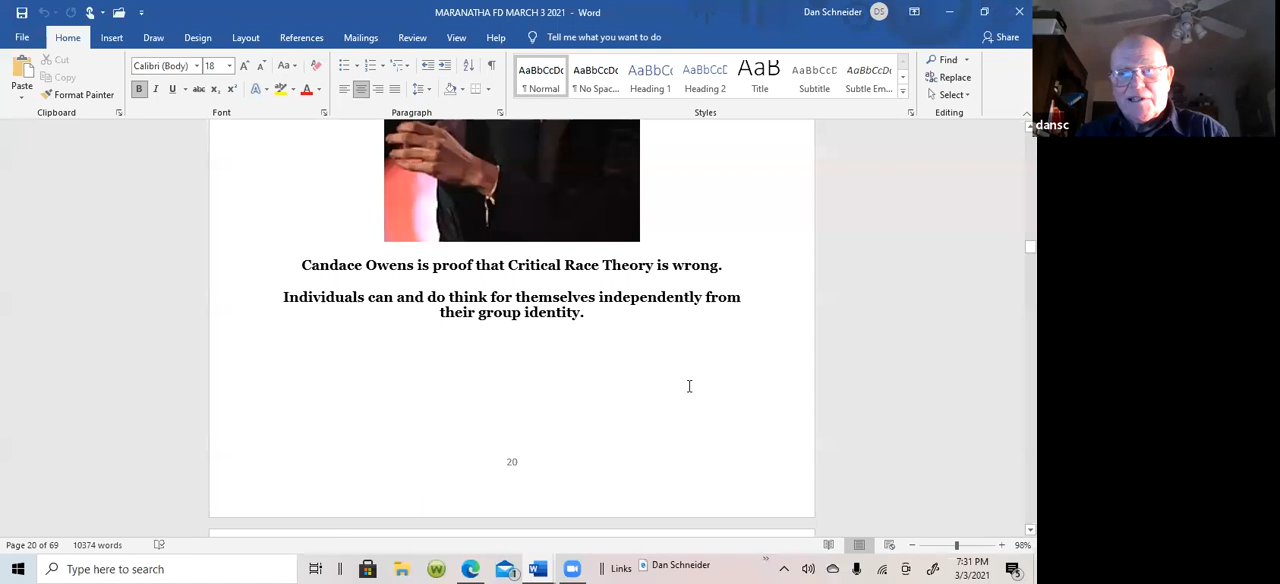 MARANATHA FD MARCH 3 2021 - Word
Dan Schneider
DS
File
Home
Insert
Draw
Design
Layout
References
Mailings
Review
View
Help
Tell me what you want to do
Share
Paste
Cut
Copy
Format Painter
Clipboard
Calibri (Body)
18
Font
Paragraph
AaBbCcDc
¶ Normal
AaBbCcDc
¶ No Spac...
AaBbCc
Heading 1
AaBbCcD
Heading 2
AaB
Title
AaBbCcD
Subtitle
AaBbCcDc
Subtle Em...
Styles
Find
Replace
Select
Editing
dansc
Candace Owens is proof that Critical Race Theory is wrong.
Individuals can and do think for themselves independently from
their group identity.
20
Page 20 of 69
10374 words
98%
Type here to search
Links
Dan Schneider
7:31 PM
3/3/2021